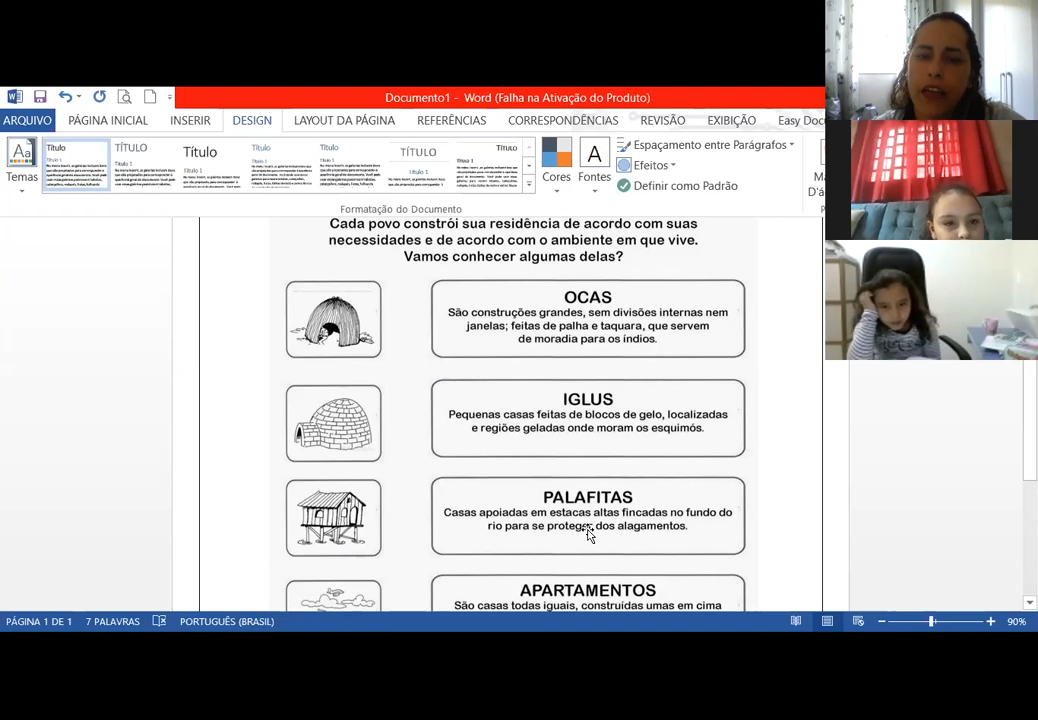 Documento1 - Word (Falha na Ativação do Produto)
ARQUIVO PÁGINA INICIAL INSERIR DESIGN LAYOUT DA PÁGINA REFERÊNCIAS CORRESPONDÊNCIAS REVISÃO EXIBIÇÃO Easy Doc
Temas
Título
TÍTULO
Título
Título
Título
TÍTULO
Título
Título 1
Cores
Fontes
Espaçamento entre Parágrafos
Efeitos
Definir como Padrão
Formatação do Documento
Cada povo constrói sua residência de acordo com suas
necessidades e de acordo com o ambiente em que vive.
Vamos conhecer algumas delas?
OCAS
São construções grandes, sem divisões internas nem
janelas; feitas de palha e taquara, que servem
de moradia para os índios.
IGLUS
Pequenas casas feitas de blocos de gelo, localizadas
e regiões geladas onde moram os esquimós.
PALAFITAS
Casas apoiadas em estacas altas fincadas no fundo do
rio para se proteger dos alagamentos.
APARTAMENTOS
São casas todas iguais, construídas umas em cima
PÁGINA 1 DE 1 7 PALAVRAS PORTUGUÊS (BRASIL) 90%